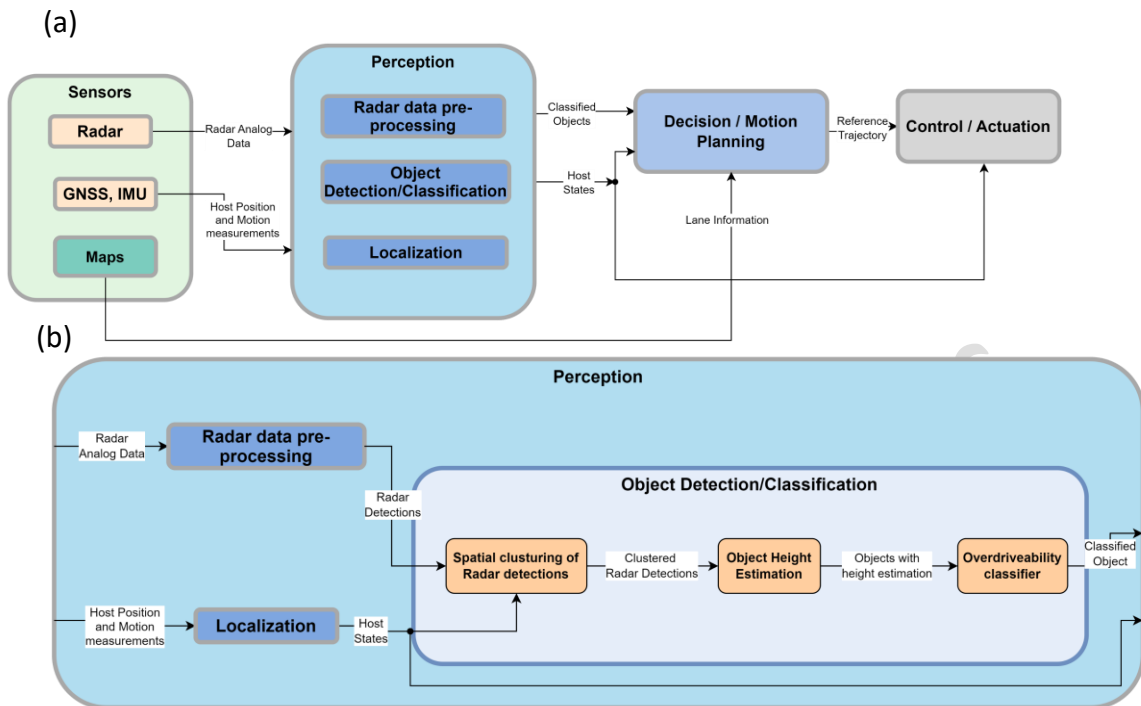 (a)
Sensors
Radar
GNSS, IMU
Maps
Radar Analog
Data
Host Position
and Motion
measurements
Perception
Radar data pre-
processing
Object
Detection/Classification
Localization
Classified
Objects
Host
States
Decision / Motion
Planning
Lane Information
Reference
Trajectory
Control / Actuation
(b)
Perception
Radar
Analog Data
Radar data pre-
processing
Radar
Detections
Host Position
and Motion
measurements
Localization
Host
States
Object Detection/Classification
Spatial clusturing of
Radar detections
Clustered
Radar Detections
Object Height
Estimation
Objects with
height estimation
Overdriveability
classifier
Classified
Object